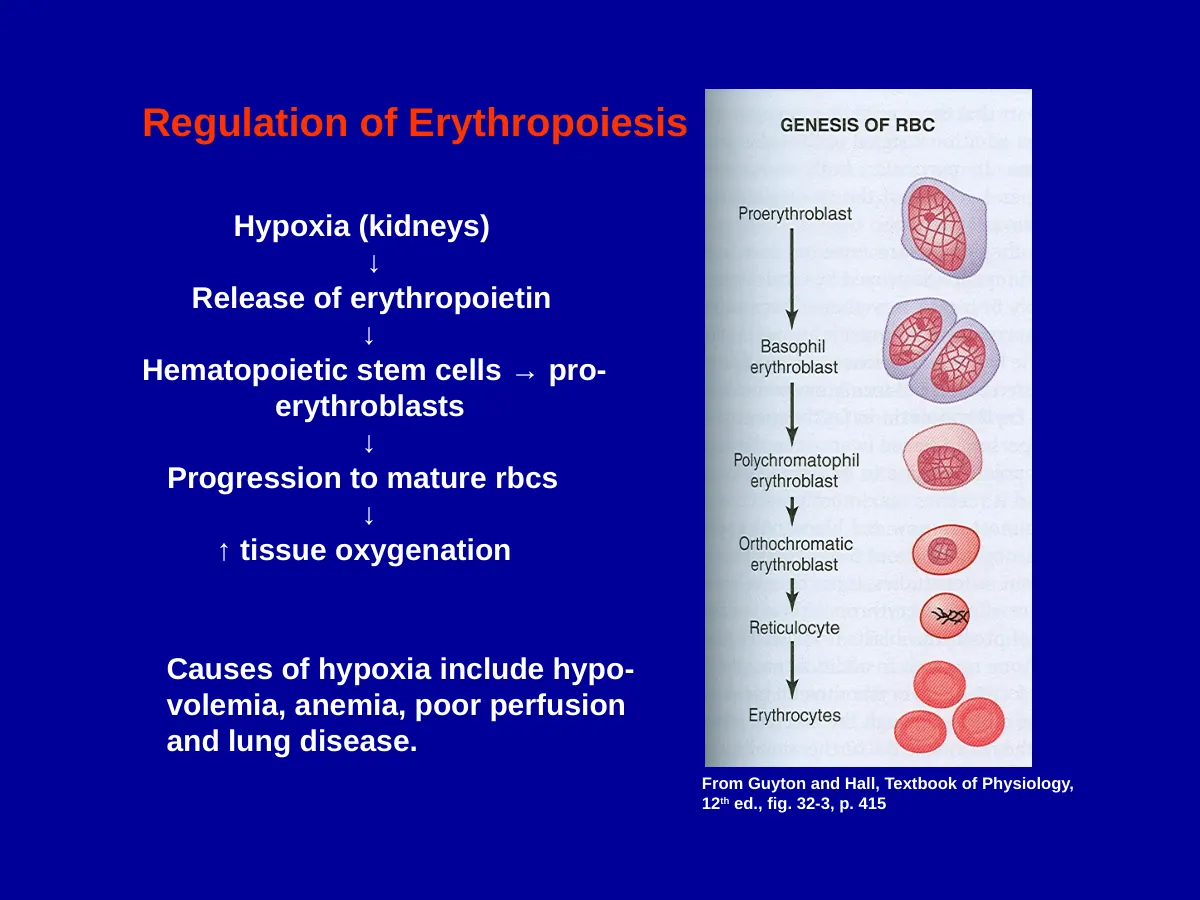 Regulation of Erythropoiesis
Hypoxia (kidneys)
↓
Release of erythropoietin
↓
Hematopoietic stem cells → pro-
erythroblasts
↓
Progression to mature rbcs
↓
↑ tissue oxygenation
Causes of hypoxia include hypo-
volemia, anemia, poor perfusion
and lung disease.
GENESIS OF RBC
Proerythroblast
Basophil
erythroblast
Polychromatophil
erythroblast
Orthochromatic
erythroblast
Reticulocyte
Erythrocytes
From Guyton and Hall, Textbook of Physiology,
12th ed., fig. 32-3, p. 415